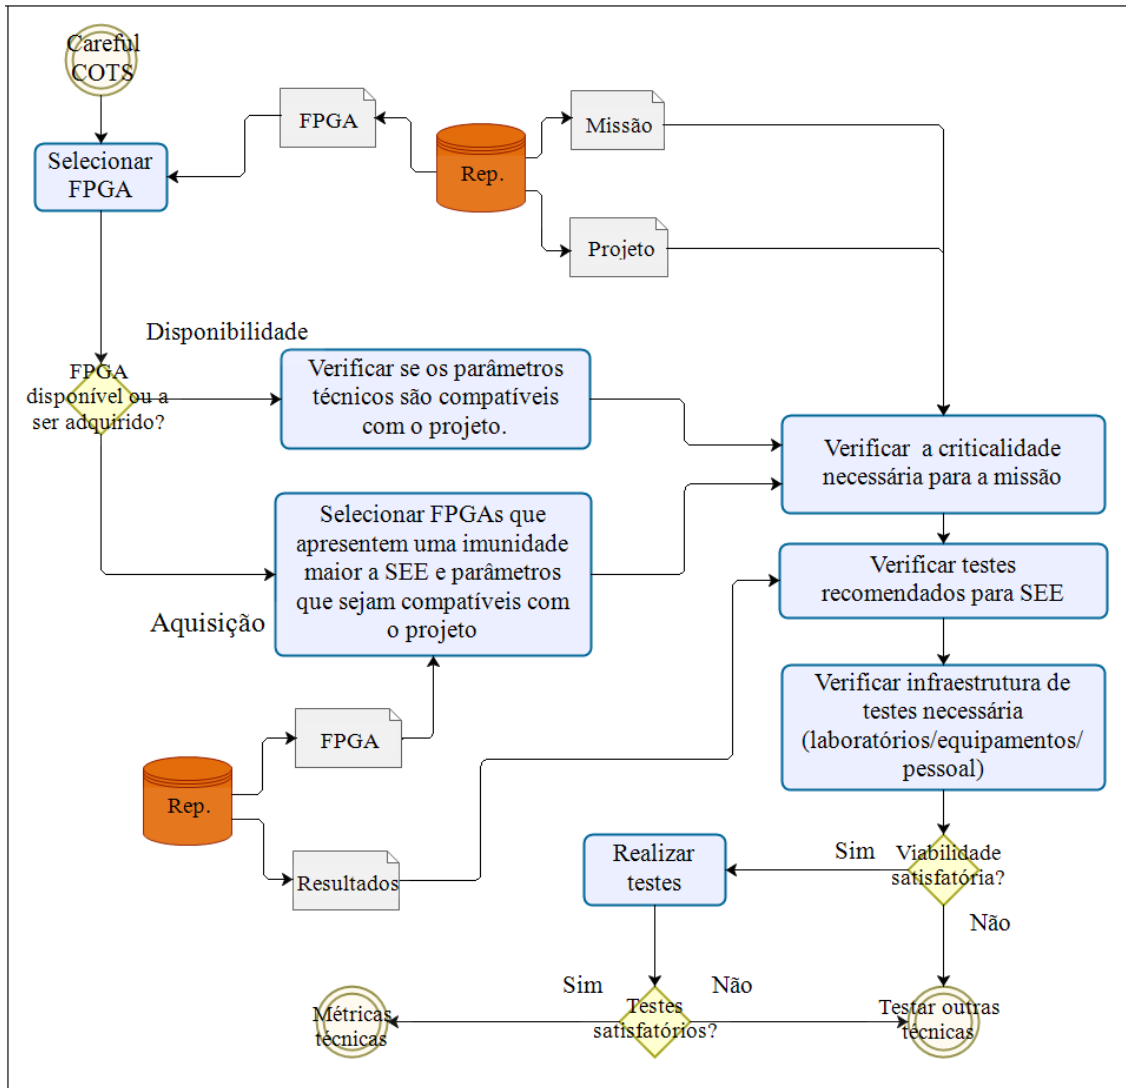 Careful
COTS
FPGA
Missão
Selecionar
FPGA
Rep.
Projeto
Disponibilidade
FPGA
disponível ou a
ser adquirido?
Verificar se os parâmetros
técnicos são compatíveis
com o projeto.
Verificar a criticalidade
necessária para a missão
Selecionar FPGAs que
apresentem uma imunidade
maior a SEE e parâmetros
que sejam compatíveis com
o projeto
Aquisição
Verificar testes
recomendados para SEE
Verificar infraestrutura de
testes necessária
(laboratórios/equipamentos/
pessoal)
FPGA
Rep.
Resultados
Realizar
testes
Sim
Viabilidade
satisfatória?
Não
Sim
Não
Métricas
técnicas
Testes
satisfatórios?
Testar outras
técnicas